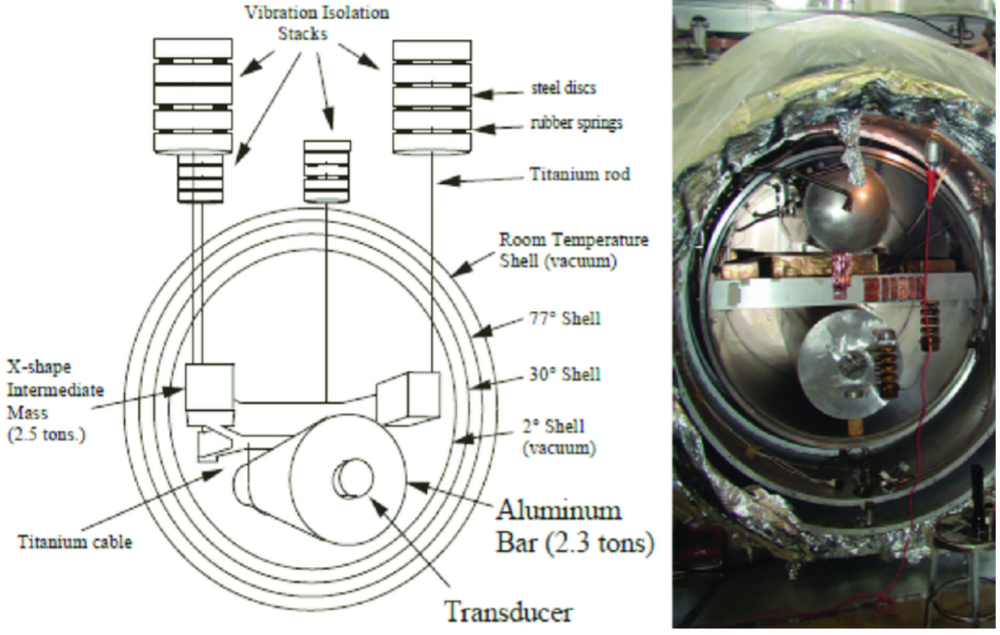 Vibration Isolation
Stacks
steel discs
rubber springs
Titanium rod
Room Temperature
Shell (vacuum)
77° Shell
X-shape
Intermediate
Mass
(2.5 tons.)
30° Shell
2° Shell
(vacuum)
Aluminum
Bar (2.3 tons)
Titanium cable
Transducer